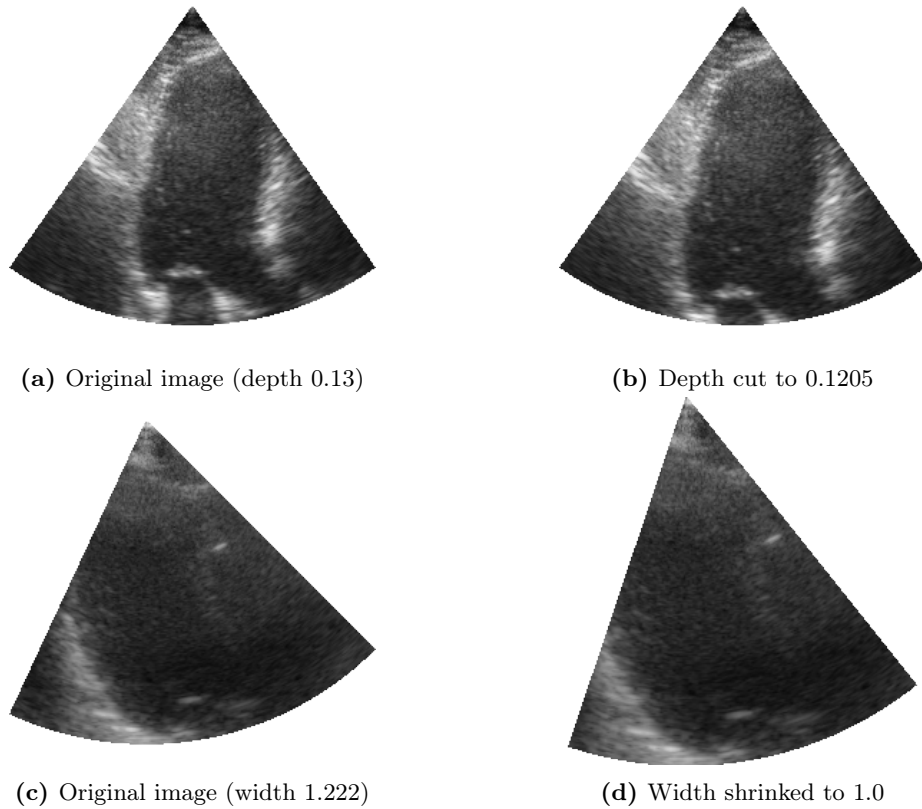 (a) Original image (depth 0.13)
(b) Depth cut to 0.1205
(c) Original image (width 1.222)
(d) Width shrinked to 1.0